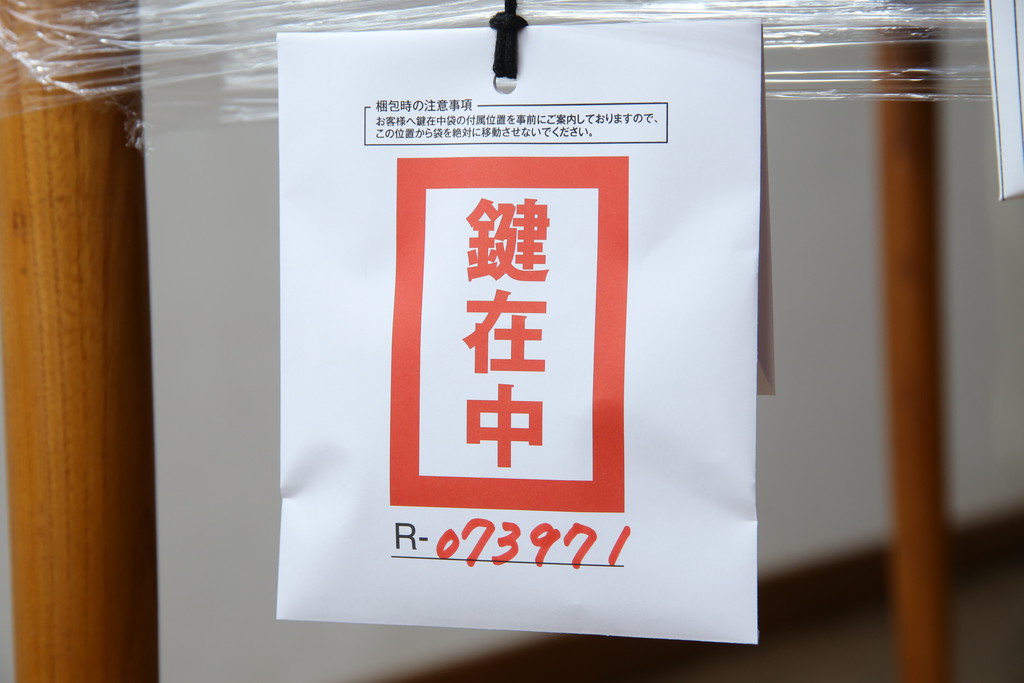 梱包時の注意事項
お客様へ鍵在中袋の付属位置を事前にご案内しておりますので、
この位置から袋を絶対に移動させないでください。
鍵在中
R-073971